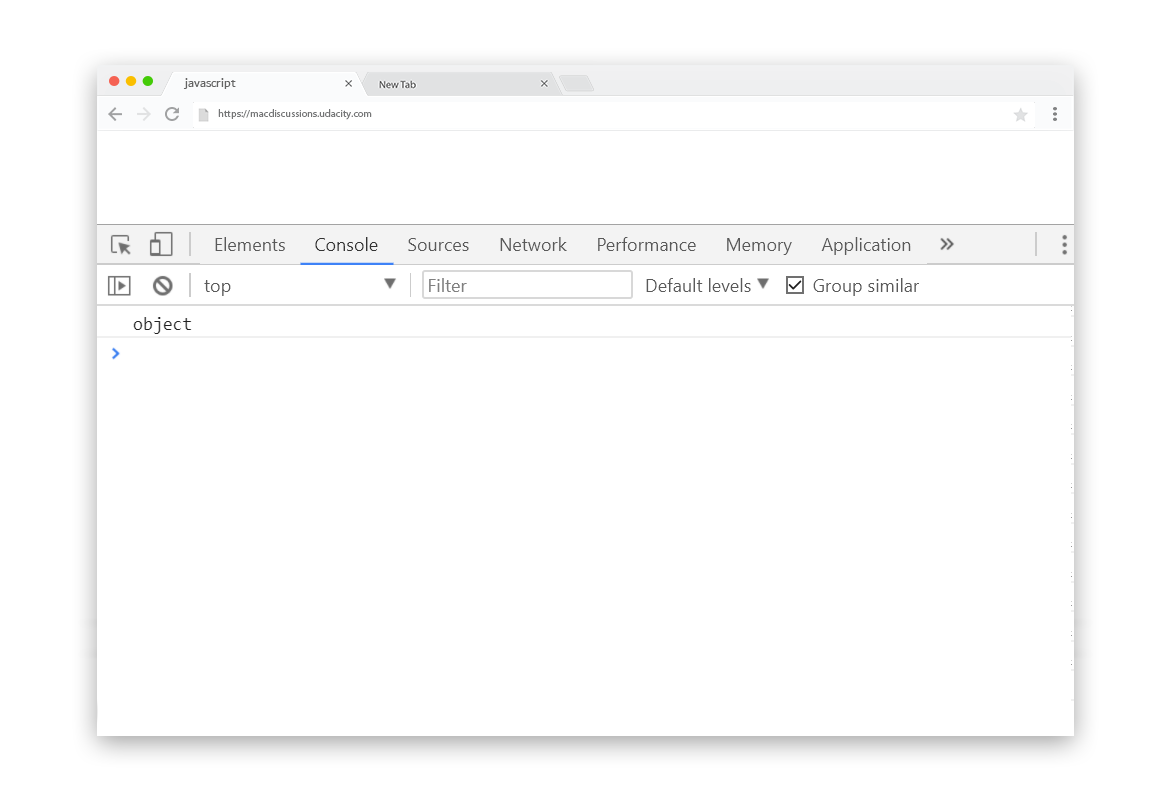 javascript
New Tab
https://macdiscussions.udacity.com
Elements Console Sources Network Performance Memory Application
top Filter Default levels Group similar
object